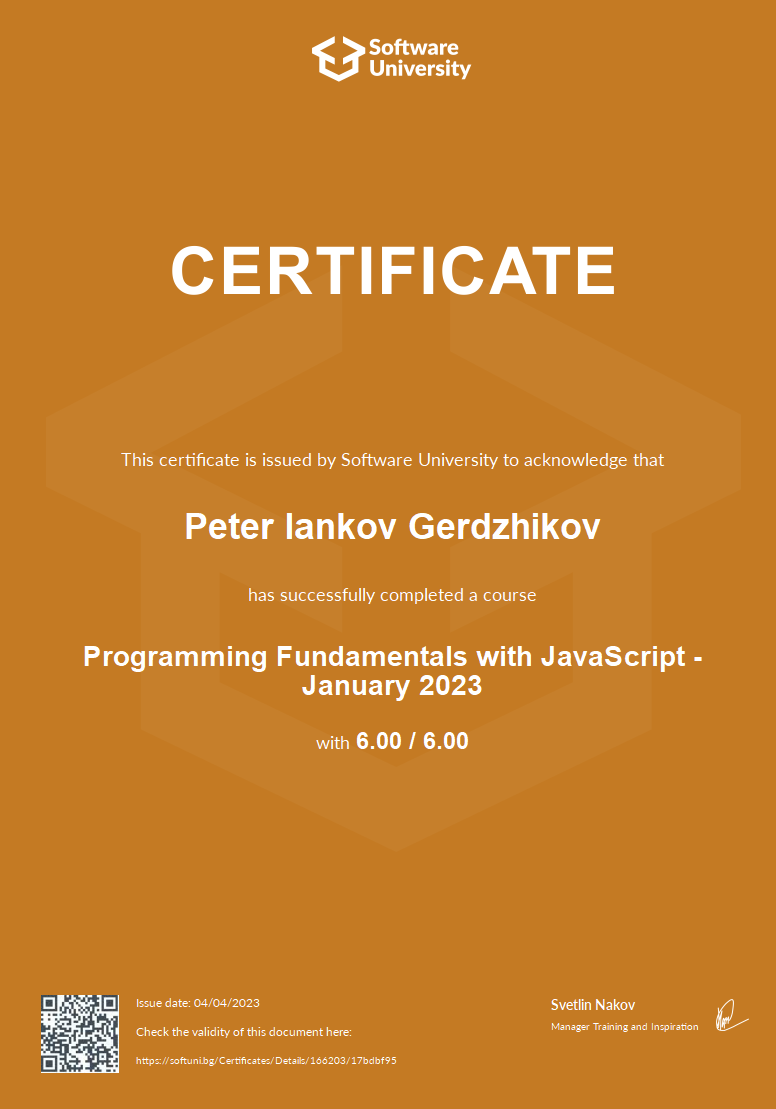 Software
University
CERTIFICATE
This certificate is issued by Software University to acknowledge that
Peter Iankov Gerdzhikov
has successfully completed a course
Programming Fundamentals with JavaScript -
January 2023
with 6.00 / 6.00
Issue date: 04/04/2023
Check the validity of this document here:
https://softuni.bg/Certificates/Details/166203/17bdbf95
Svetlin Nakov
Manager Training and Inspiration